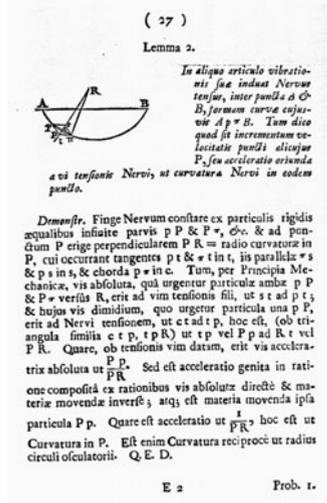 ( 27 )
Lemma 2.
In aliquo articulo vibratio-
nis suæ induat Nervus
tensus, inter puncta A &
B, formam curvæ cujus-
vis A p π B. Tum dico
quod sit incrementum ve-
locitatis puncti alicujus
P, seu acceleratio oriunda
a vi tensionis Nervi, ut curvatura Nervi in eodem
puncto.
R
A B
Demonstr. Finge Nervum constare ex particulis rigidis
æqualibus infinite parvis p P & P π, &c. & ad pun-
ctum P erige perpendicularem P R = radio curvaturæ in
P, cui occurrant tangentes p t & π t in t, iis parallelæ π s
& p s in s, & chorda p π in c. Tum, per Principia Me-
chanicæ, vis absoluta, quâ urgentur particulæ ambæ p P
& P π versûs R, erit ad vim tensionis fili, ut s t ad p t;
& hujus vis dimidium, quo urgetur particula una p P,
erit ad Nervi tensionem, ut c t ad t p, hoc est, (ob tri-
angula similia c t p, t p R) ut t p vel P p ad R t vel
P R. Quare, ob tensionis vim datam, erit vis accelera-
trix absoluta ut P p / P R. Sed est acceleratio genita in rati-
one compositâ ex rationibus vis absolutæ directè & ma-
teriæ movendæ inversè; atq; est materia movenda ipsa
particula P p. Quare est acceleratio ut 1 / P R, hoc est ut
Curvatura in P. Est enim Curvatura reciprocè ut radius
circuli osculatorii. Q. E. D.
E 2 Prob. 1.